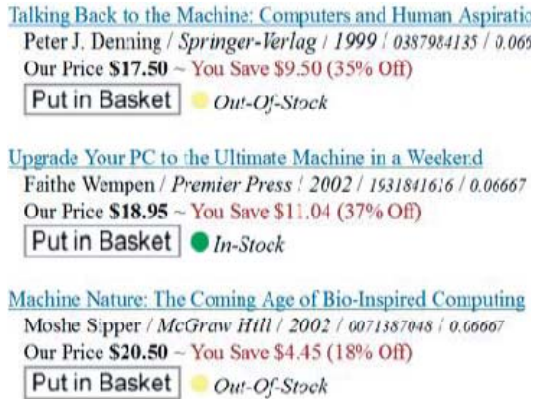 Talking Back to the Machine: Computers and Human Aspiratio
Peter J. Denning / Springer-Verlag / 1999 / 0387984135 / 0.066
Our Price $17.50 ~ You Save $9.50 (35% Off)
Put in Basket Out-Of-Stock
Upgrade Your PC to the Ultimate Machine in a Weekend
Faithe Wempen / Premier Press / 2002 / 1931841616 / 0.06667
Our Price $18.95 ~ You Save $11.04 (37% Off)
Put in Basket In-Stock
Machine Nature: The Coming Age of Bio-Inspired Computing
Moshe Sipper / McGraw Hill / 2002 / 0071387048 / 0.06667
Our Price $20.50 ~ You Save $4.45 (18% Off)
Put in Basket Out-Of-Stock